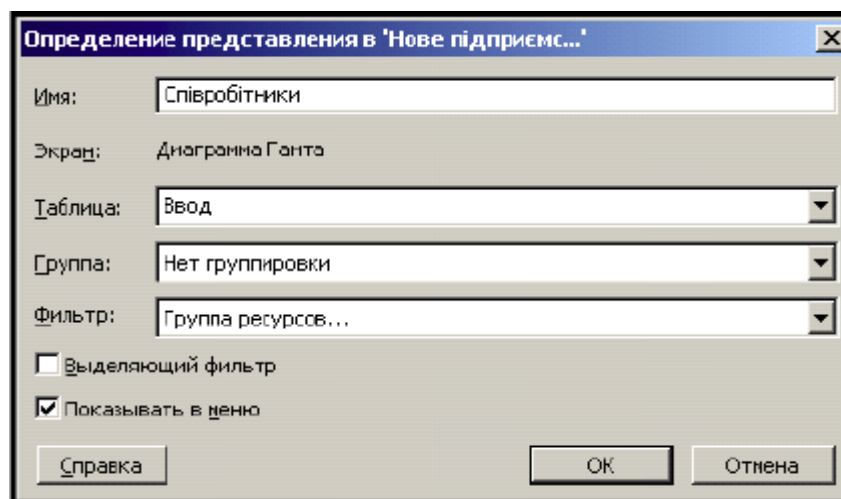 Определение представления в 'Нове підприємс...'
Имя: Співробітники
Экран: Диаграмма Ганта
Таблица: Ввод
Группа: Нет группировки
Фильтр: Группа ресурсов...
Выделяющий фильтр
Показывать в меню
Справка ОК Отмена